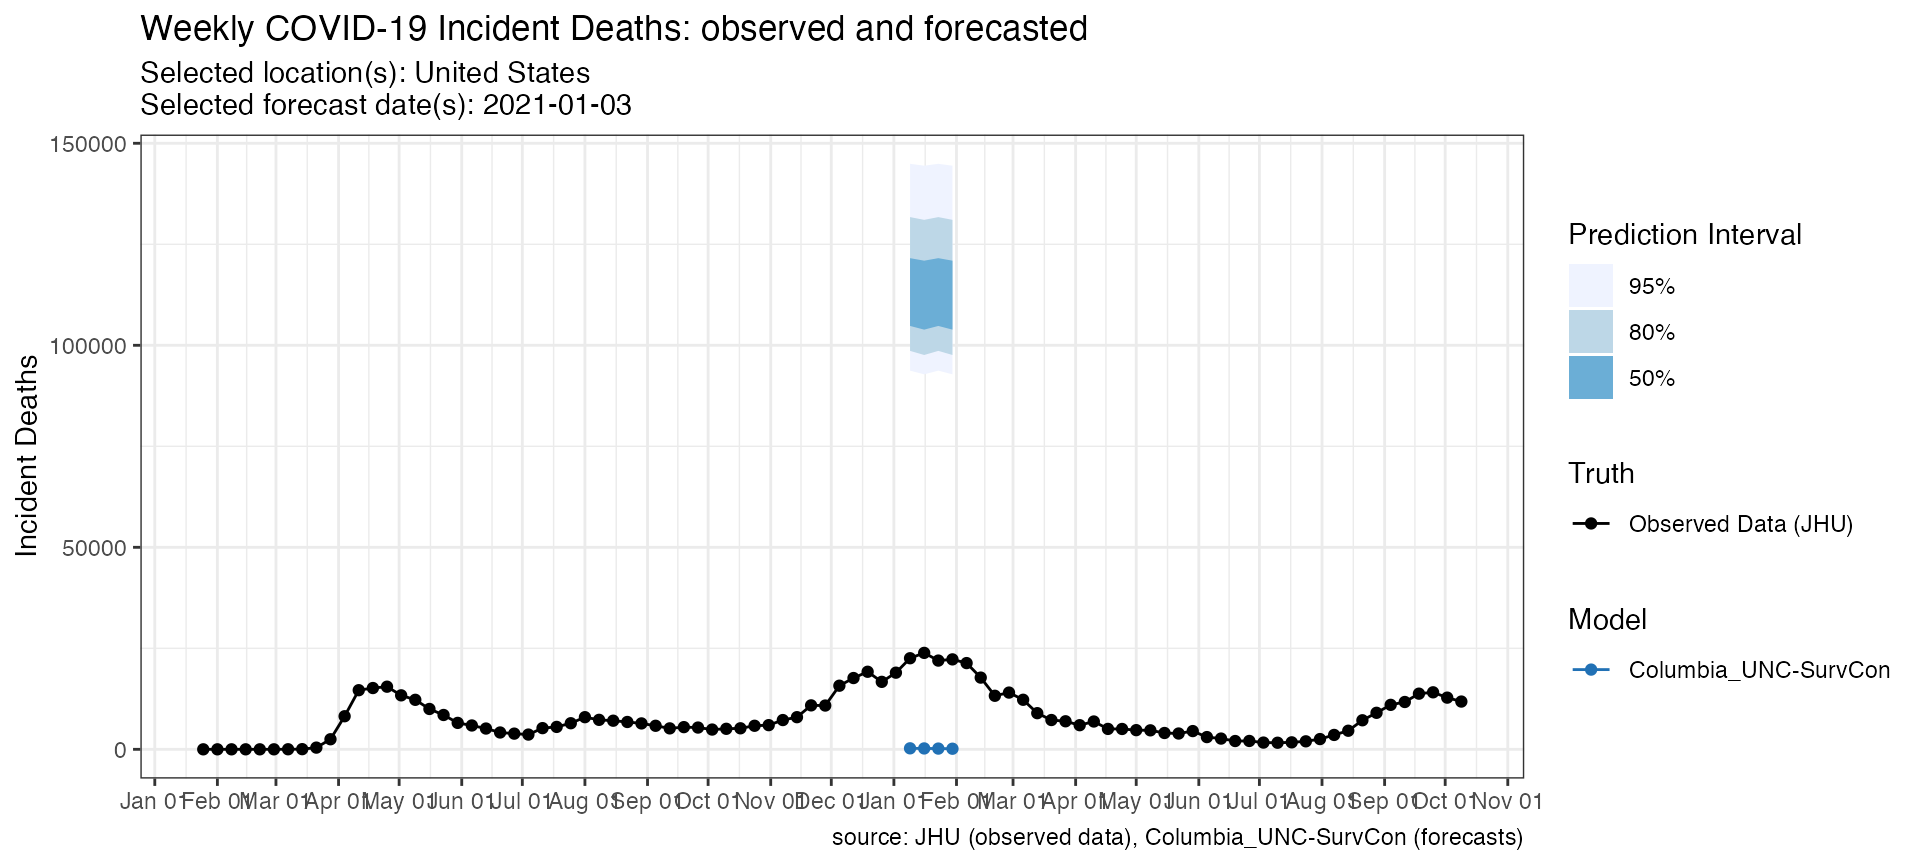 Weekly COVID-19 Incident Deaths: observed and forecasted
Selected location(s): United States
Selected forecast date(s): 2021-01-03
150000
100000
50000
0
Incident Deaths
Jan 01 Feb 01 Mar 01 Apr 01 May 01 Jun 01 Jul 01 Aug 01 Sep 01 Oct 01 Nov 01 Dec 01 Jan 01 Feb 01 Mar 01 Apr 01 May 01 Jun 01 Jul 01 Aug 01 Sep 01 Oct 01 Nov 01
source: JHU (observed data), Columbia_UNC-SurvCon (forecasts)
Prediction Interval
95%
80%
50%
Truth
Observed Data (JHU)
Model
Columbia_UNC-SurvCon